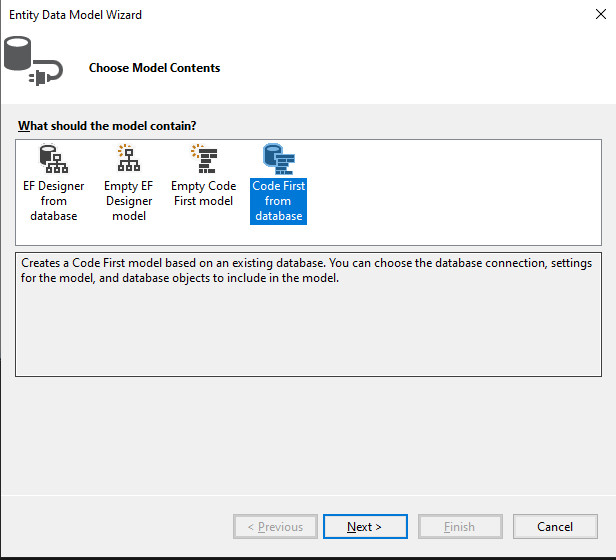 Entity Data Model Wizard
Choose Model Contents
What should the model contain?
EF Designer from database
Empty EF Designer model
Empty Code First model
Code First from database
Creates a Code First model based on an existing database. You can choose the database connection, settings
for the model, and database objects to include in the model.
< Previous
Next >
Finish
Cancel